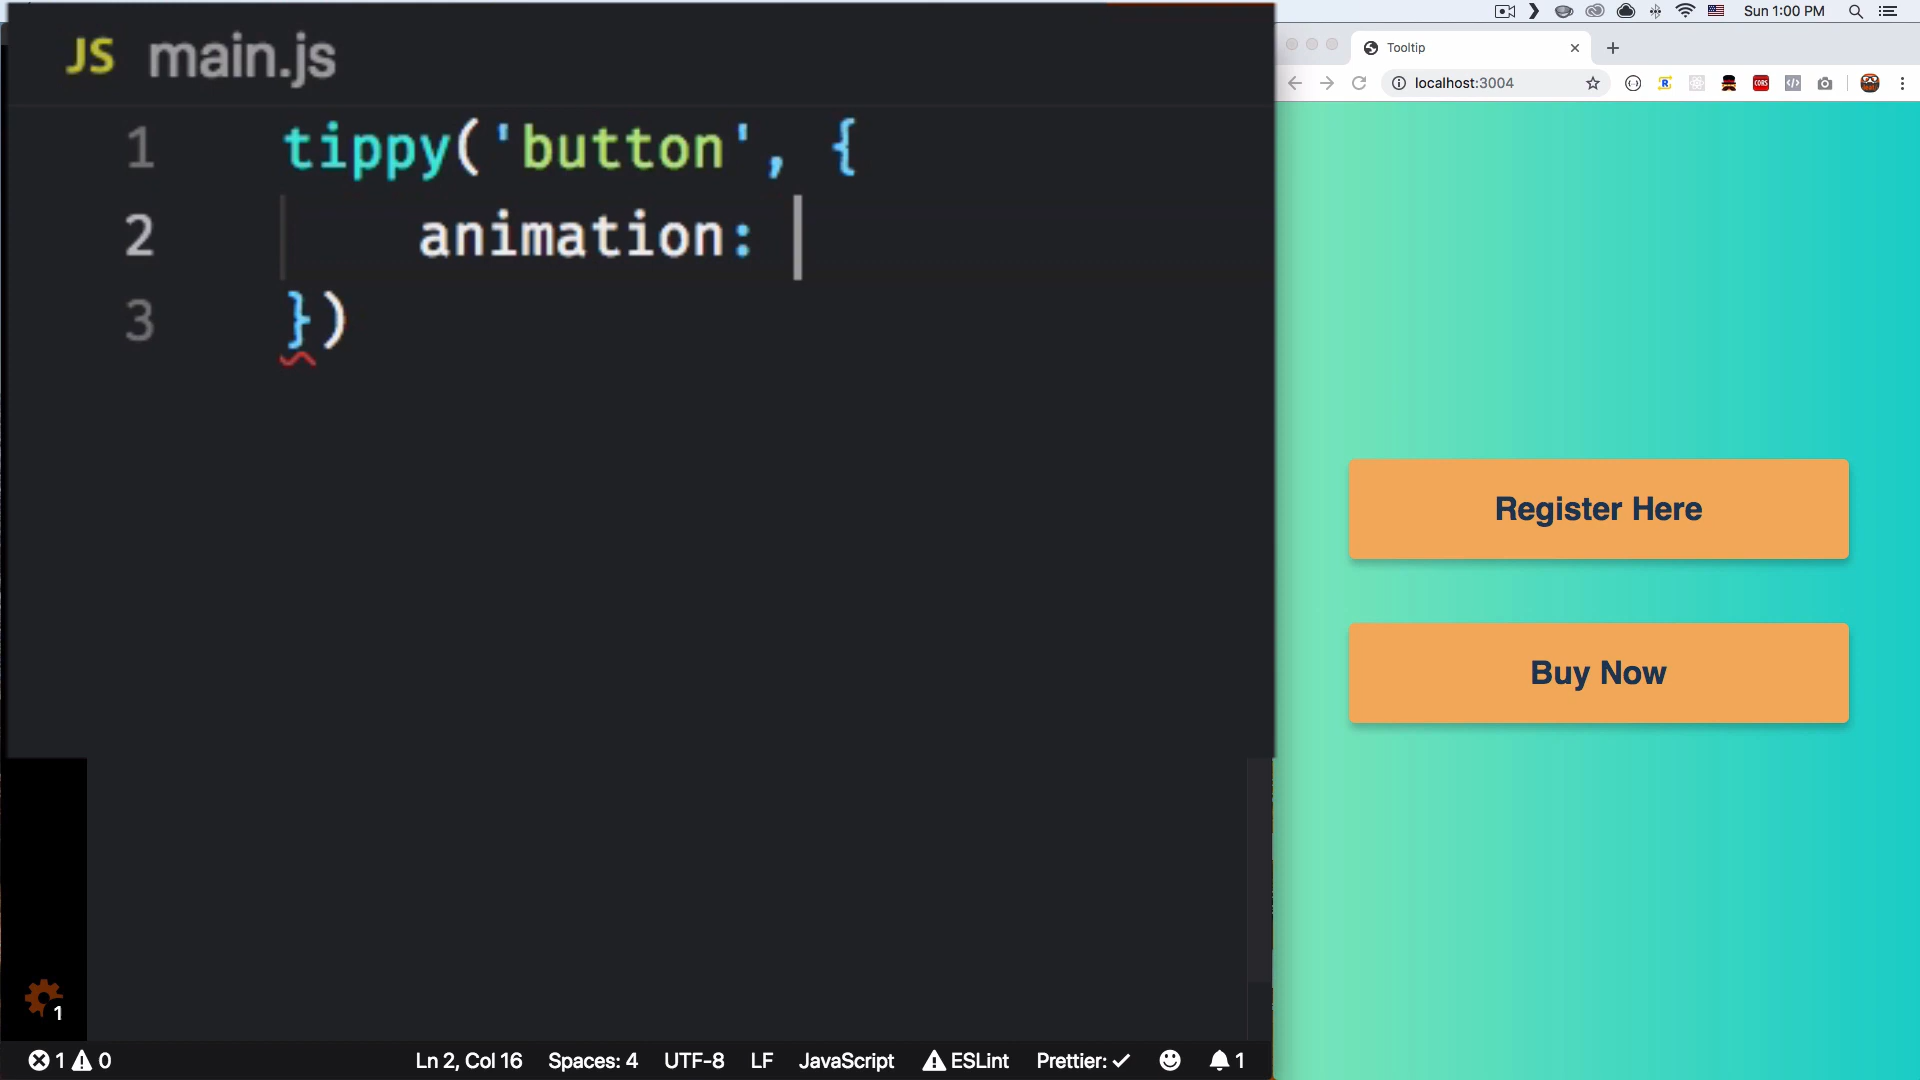 JS main.js
1 tippy('button', {
2 animation:
3 })
1
1 0 Ln 2, Col 16 Spaces: 4 UTF-8 LF JavaScript ESLint Prettier: ✓ 1
Sun 1:00 PM
Tooltip
localhost:3004
CORS
Register Here
Buy Now